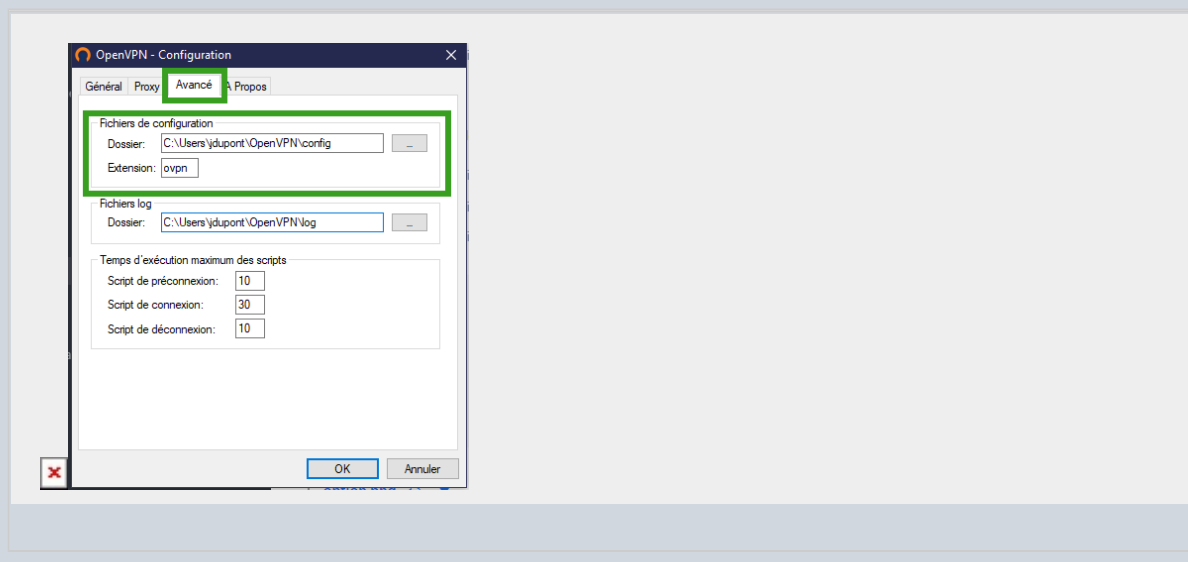 OpenVPN - Configuration
Général Proxy Avancé A Propos
Fichiers de configuration
Dossier: C:\Users\jdupont\OpenVPN\config ...
Extension: ovpn
Fichiers log
Dossier: C:\Users\jdupont\OpenVPN\log ...
Temps d'exécution maximum des scripts
Script de préconnexion: 10
Script de connexion: 30
Script de déconnexion: 10
OK Annuler